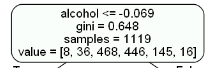 alcohol <= -0.069
gini = 0.648
samples = 1119
value = [8, 36, 468, 446, 145, 16]